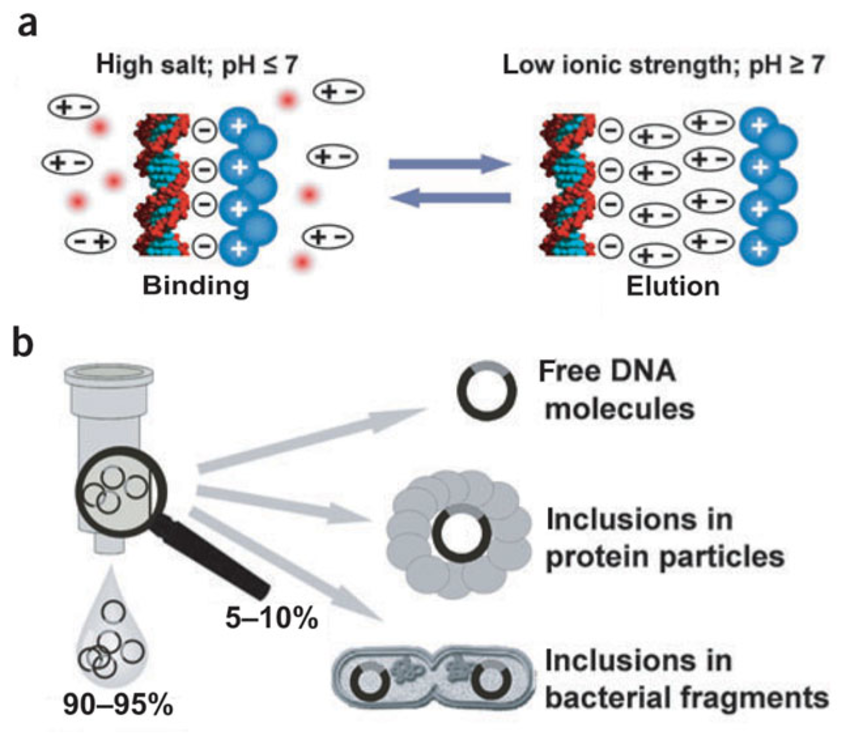 a
High salt; pH ≤ 7
Low ionic strength; pH ≥ 7
Binding
Elution
b
Free DNA
molecules
Inclusions in
protein particles
5–10%
Inclusions in
bacterial fragments
90–95%